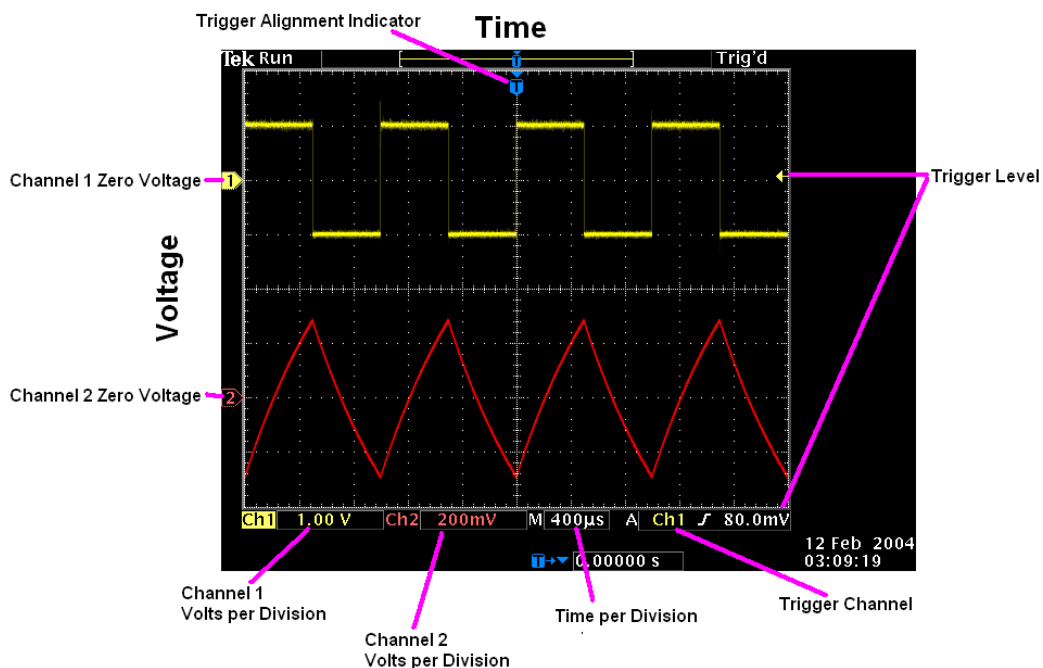 Trigger Alignment Indicator
Time
Tek Run
T
Trig'd
T
Channel 1 Zero Voltage
1
Trigger Level
Voltage
Channel 2 Zero Voltage
2
Ch1 1.00 V Ch2 200mV M 400µs A Ch1 80.0mV
12 Feb 2004
03:09:19
T 0.00000 s
Channel 1
Volts per Division
Channel 2
Volts per Division
Time per Division
Trigger Channel